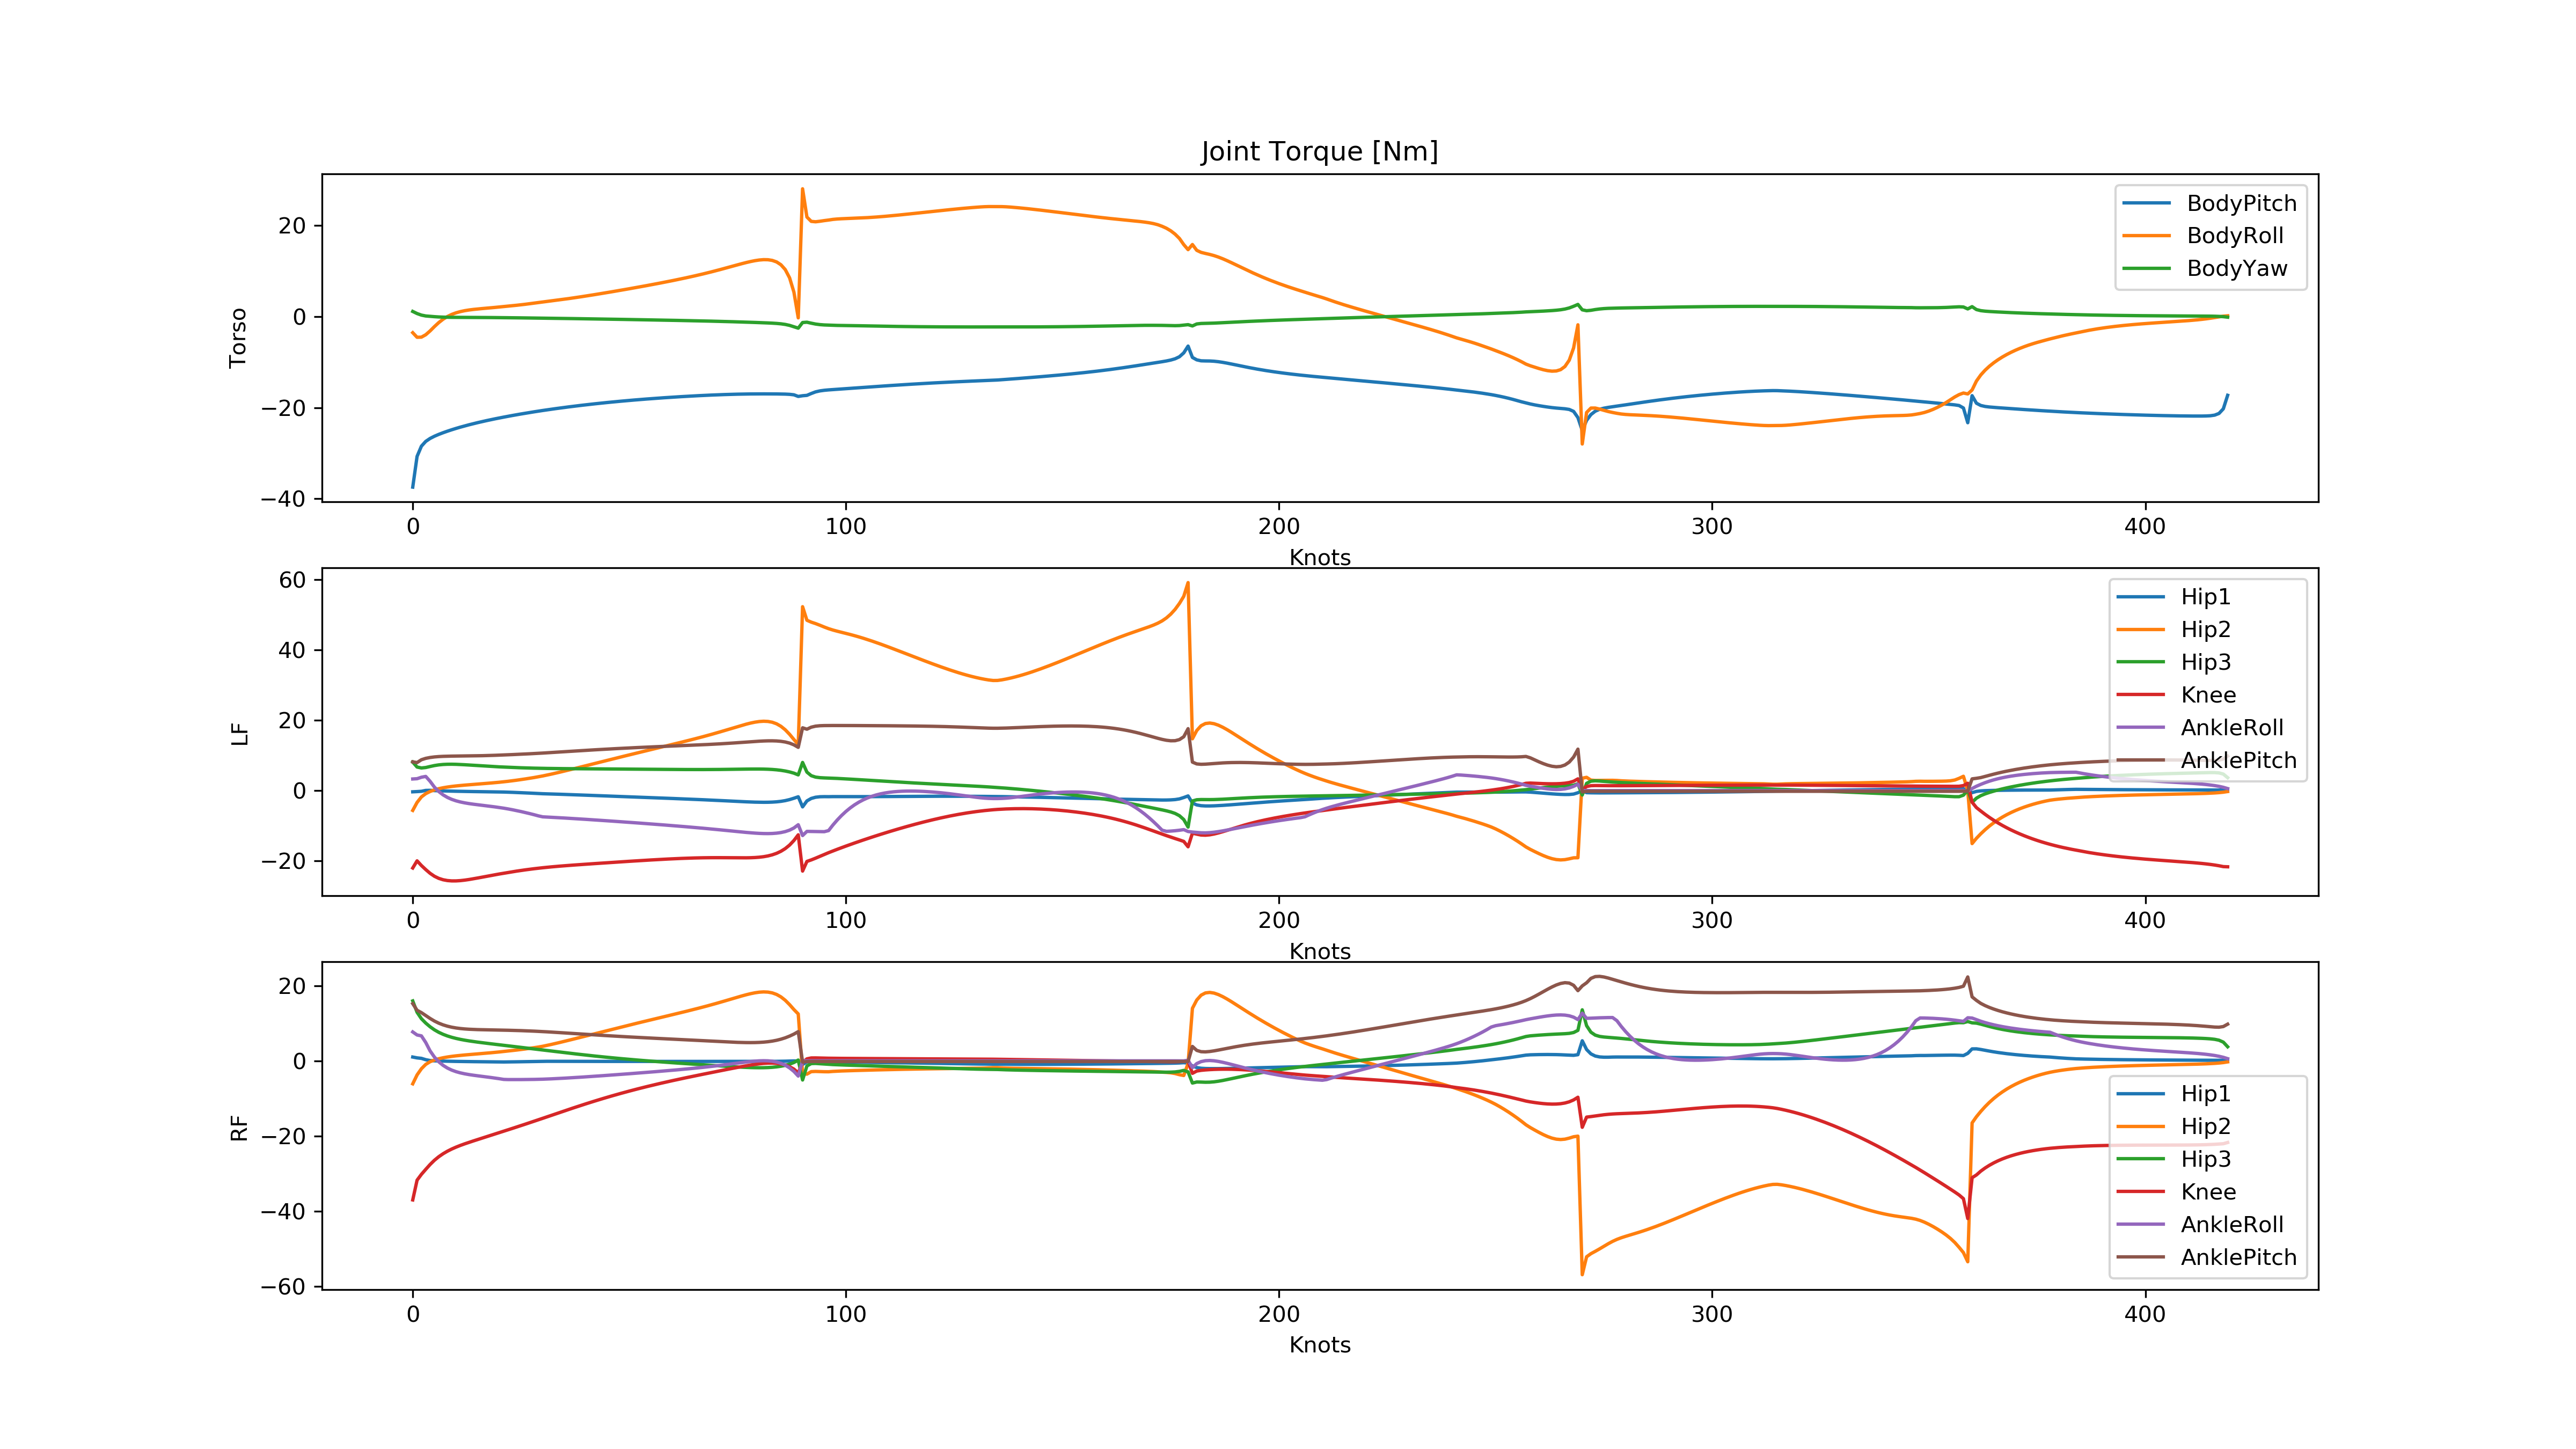 Joint Torque [Nm]
Torso
20
0
−20
−40
BodyPitch
BodyRoll
BodyYaw
0 100 200 300 400
Knots
LF
60
40
20
0
−20
Hip1
Hip2
Hip3
Knee
AnkleRoll
AnklePitch
0 100 200 300 400
Knots
RF
20
0
−20
−40
−60
Hip1
Hip2
Hip3
Knee
AnkleRoll
AnklePitch
0 100 200 300 400
Knots